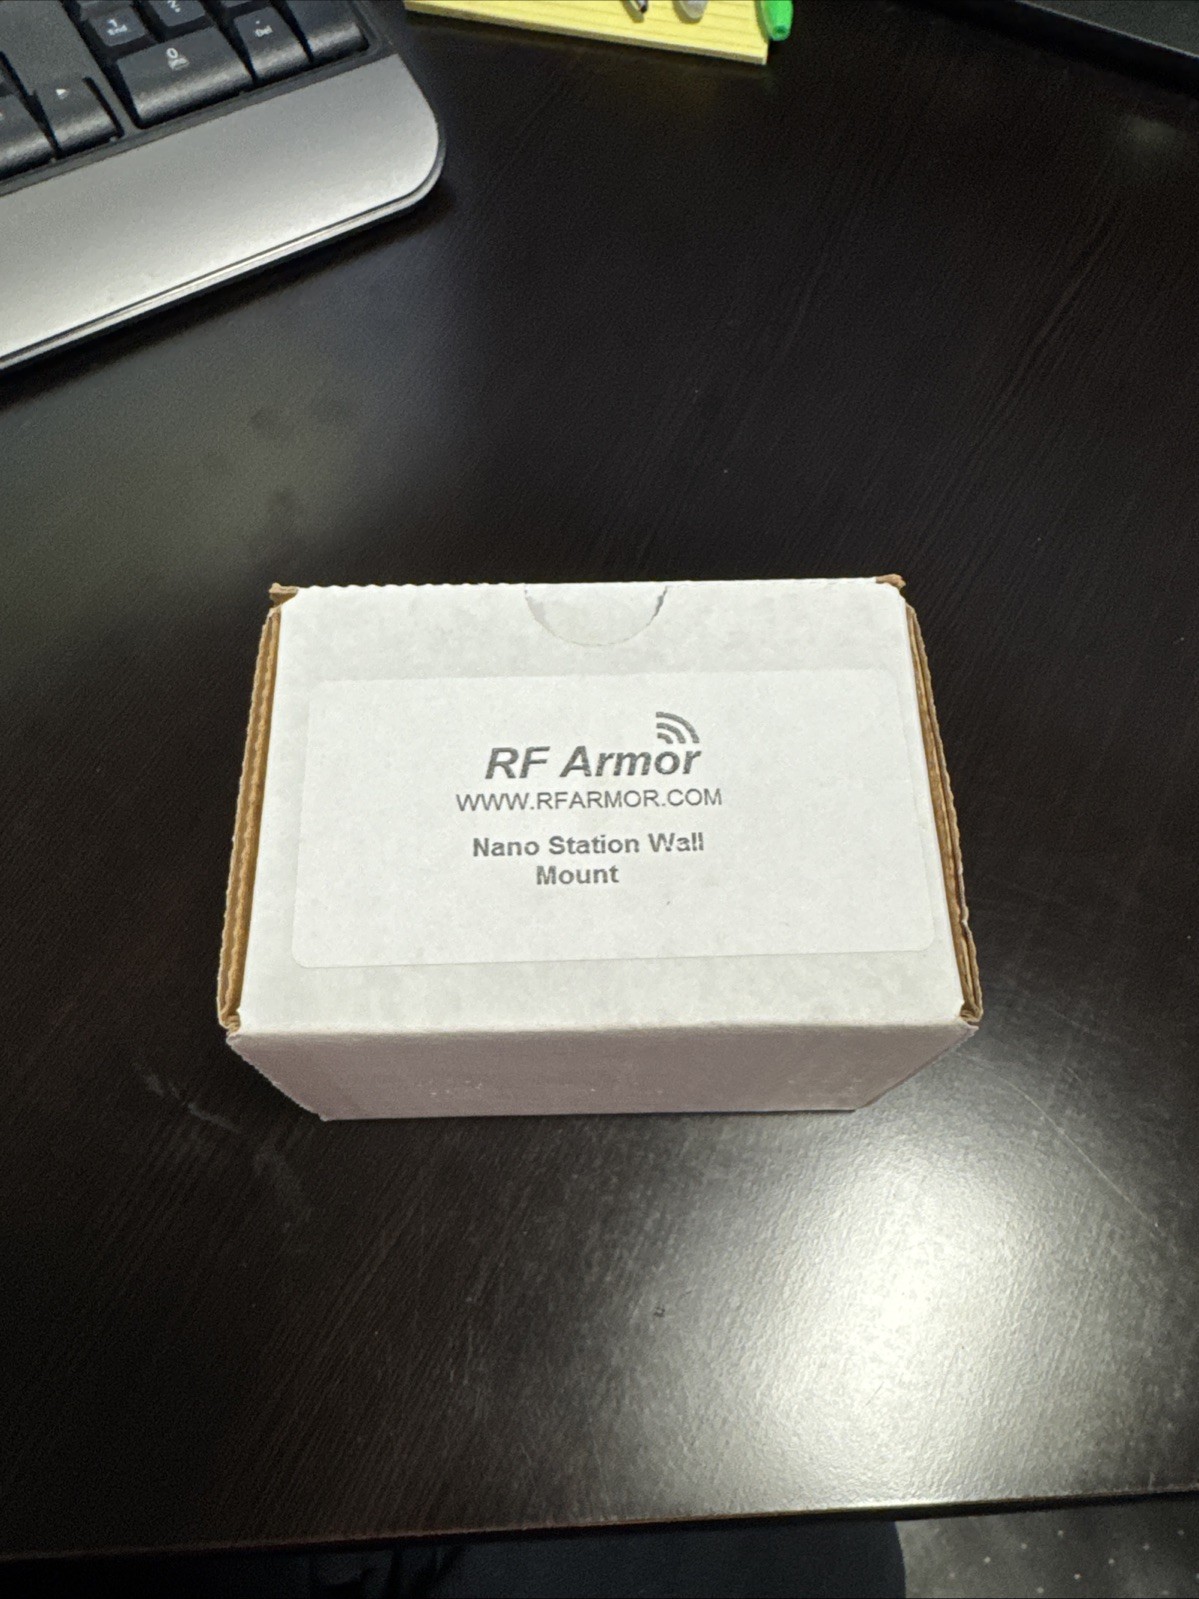 RF Armor
WWW.RFARMOR.COM
Nano Station Wall
Mount